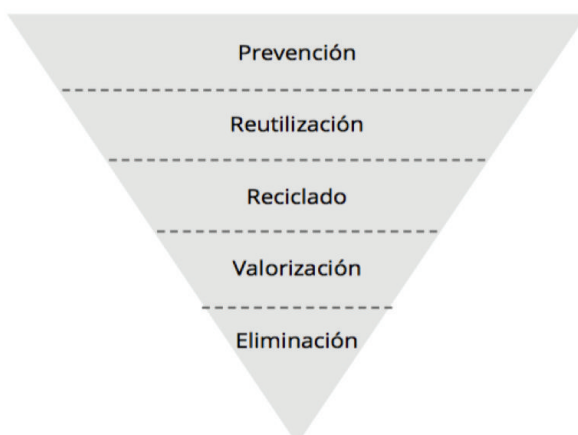 Prevención
Reutilización
Reciclado
Valorización
Eliminación